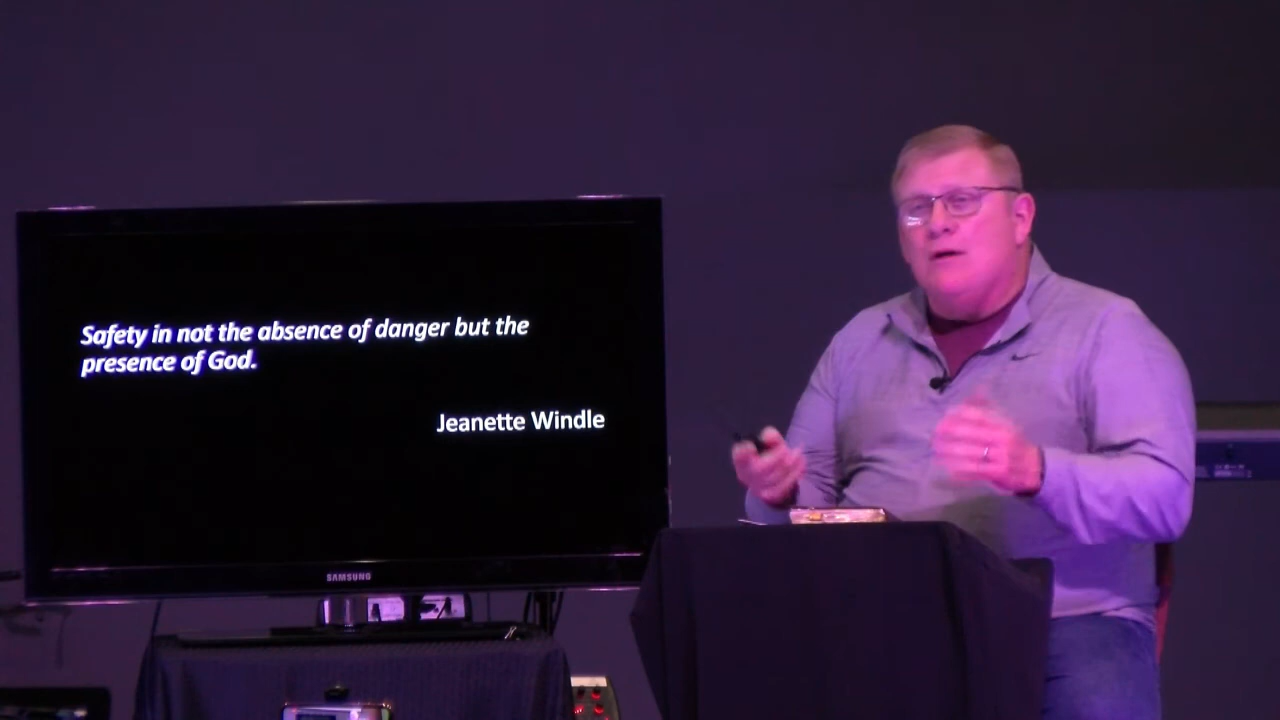 Safety in not the absence of danger but the
presence of God.
Jeanette Windle
SAMSUNG